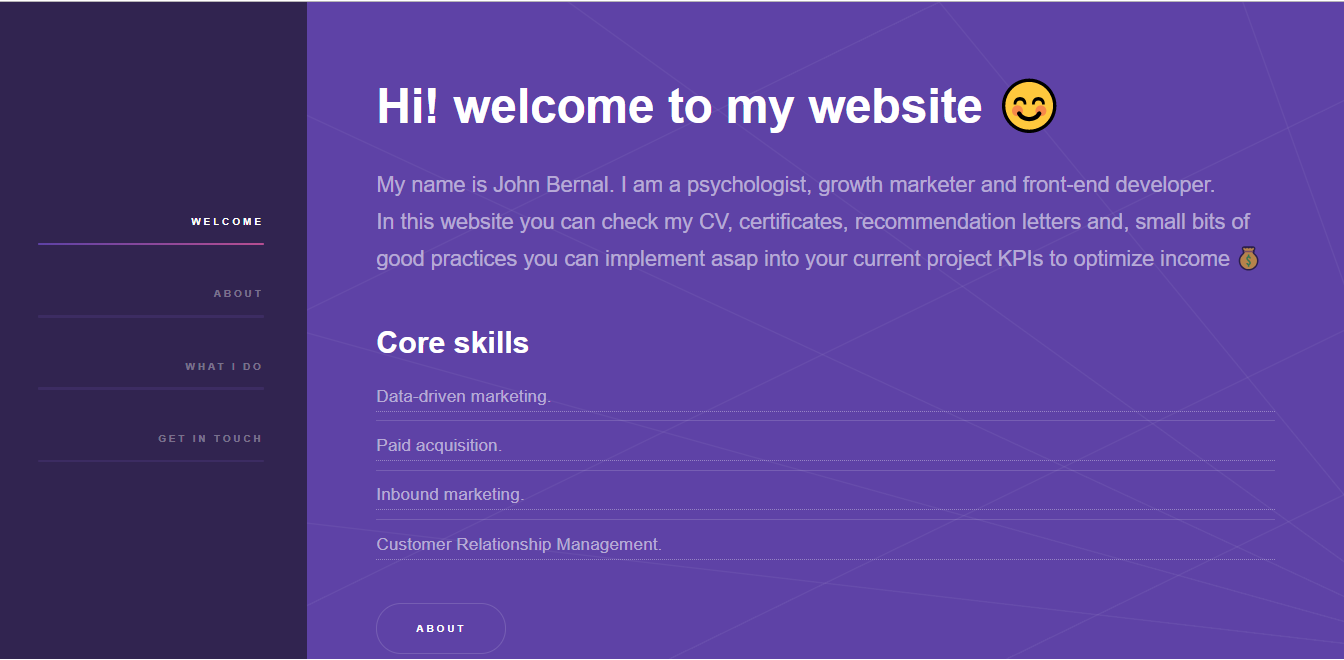 WELCOME
ABOUT
WHAT I DO
GET IN TOUCH
Hi! welcome to my website 😊
My name is John Bernal. I am a psychologist, growth marketer and front-end developer.
In this website you can check my CV, certificates, recommendation letters and, small bits of
good practices you can implement asap into your current project KPIs to optimize income 💰
Core skills
Data-driven marketing.
Paid acquisition.
Inbound marketing.
Customer Relationship Management.
ABOUT